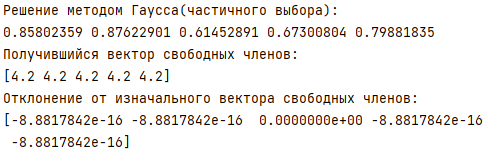 Решение методом Гаусса(частичного выбора):
0.85802359 0.87622901 0.61452891 0.67300804 0.79881835
Получившийся вектор свободных членов:
[4.2 4.2 4.2 4.2 4.2]
Отклонение от изначального вектора свободных членов:
[-8.8817842e-16 -8.8817842e-16  0.0000000e+00 -8.8817842e-16
 -8.8817842e-16]